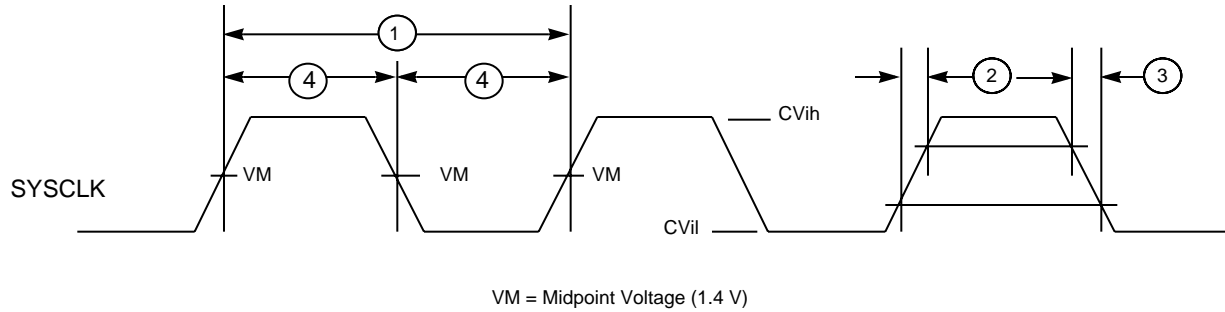 1
4
4
2
3
CVih
VM
VM
VM
SYSCLK
CVil
VM = Midpoint Voltage (1.4 V)